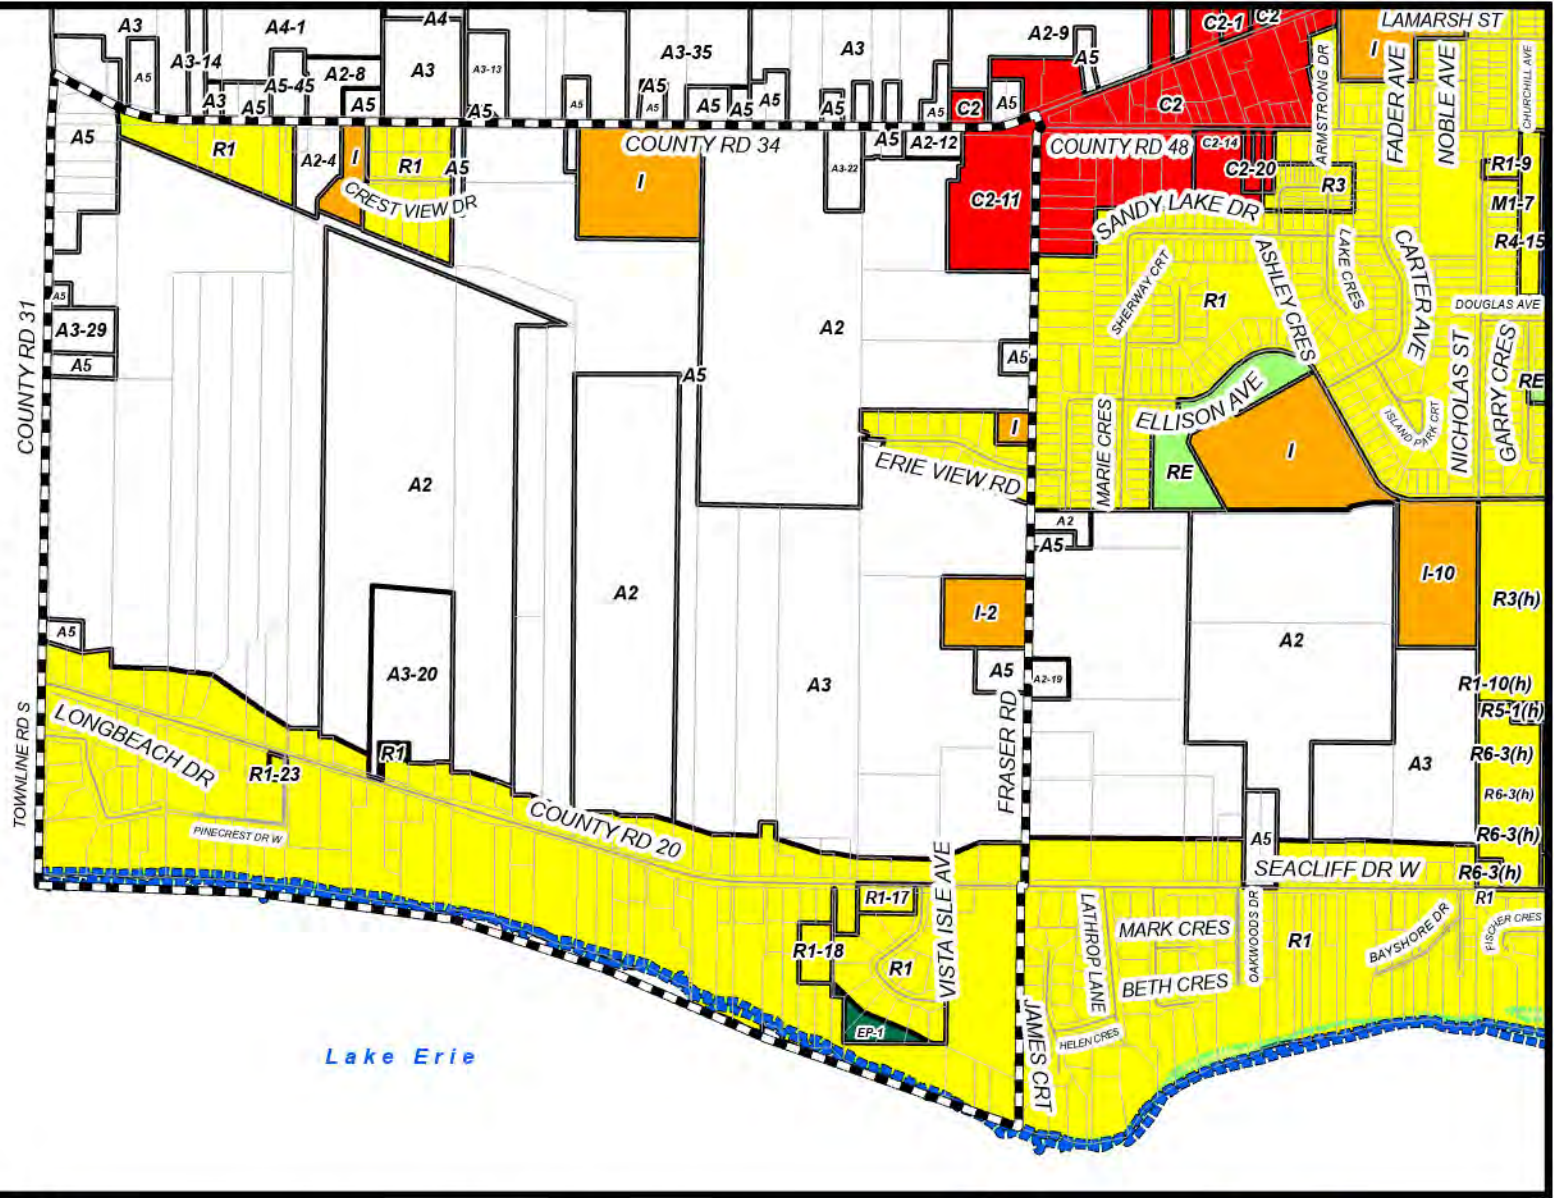 A3
A4-1
A4
A3-14
A5
A5-45
A2-8
A3
A5
A3
A5
A5
A3-13
A5
A5
A3-35
A5
A5
A5
A5
A5
A3
A5
A5
A2-9
A5
C2-1
C2
C2
A5
C2
I
LAMARSH ST
ARMSTRONG DR
FADER AVE
NOBLE AVE
CHURCHILL AVE
A5
R1
A2-4
I
R1
A5
CREST VIEW DR
COUNTY RD 34
I
A5
A2-12
A3-22
C2-11
COUNTY RD 48
C2-14
C2-20
R3
R1-9
M1-7
R4-15
SANDY LAKE DR
SHERWAY CRT
R1
ASHLEY CRES
LAKE CRES
CARTER AVE
DOUGLAS AVE
NICHOLAS ST
GARRY CRES
RE
ISLAND PARK CRT
COUNTY RD 31
A5
A3-29
A5
A2
A5
A5
ELLISON AVE
MARIE CRES
I
RE
I
ERIE VIEW RD
A2
A2
A5
A2
A5
A3-20
A3
I-2
A5
A2-19
FRASER RD
A2
I-10
R3(h)
R1-10(h)
R5-1(h)
R6-3(h)
R6-3(h)
R6-3(h)
R6-3(h)
A3
A5
TOWNLINE RD S
LONGBEACH DR
R1-23
R1
PINECREST DR W
COUNTY RD 20
SEACLIFF DR W
R1-17
R1-18
R1
VISTA ISLE AVE
EP-1
LATHROP LANE
MARK CRES
BETH CRES
OAKWOODS DR
R1
BAYSHORE DR
R1
FISCHER CRES
HELEN CRES
JAMES CRT
Lake Erie